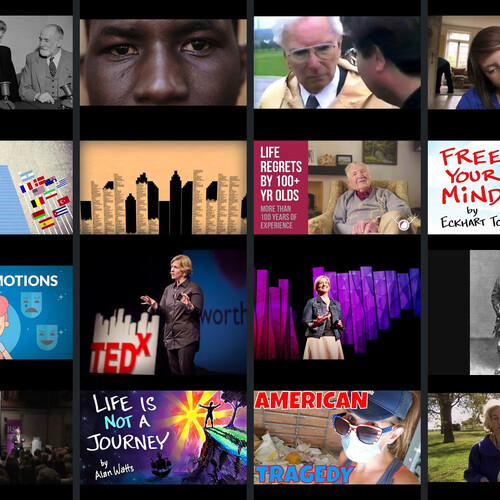 LIFE
REGRETS
BY 100+
YR OLDS
MORE THAN
100 YEARS OF
EXPERIENCE
FREE
YOUR
MiND
by
ECKHART To
MOTIONS
TEDx
worth
LiFE iS
NOT A
JOURNEY
by
Alan Watts
AMERICAN
TRAGEDY